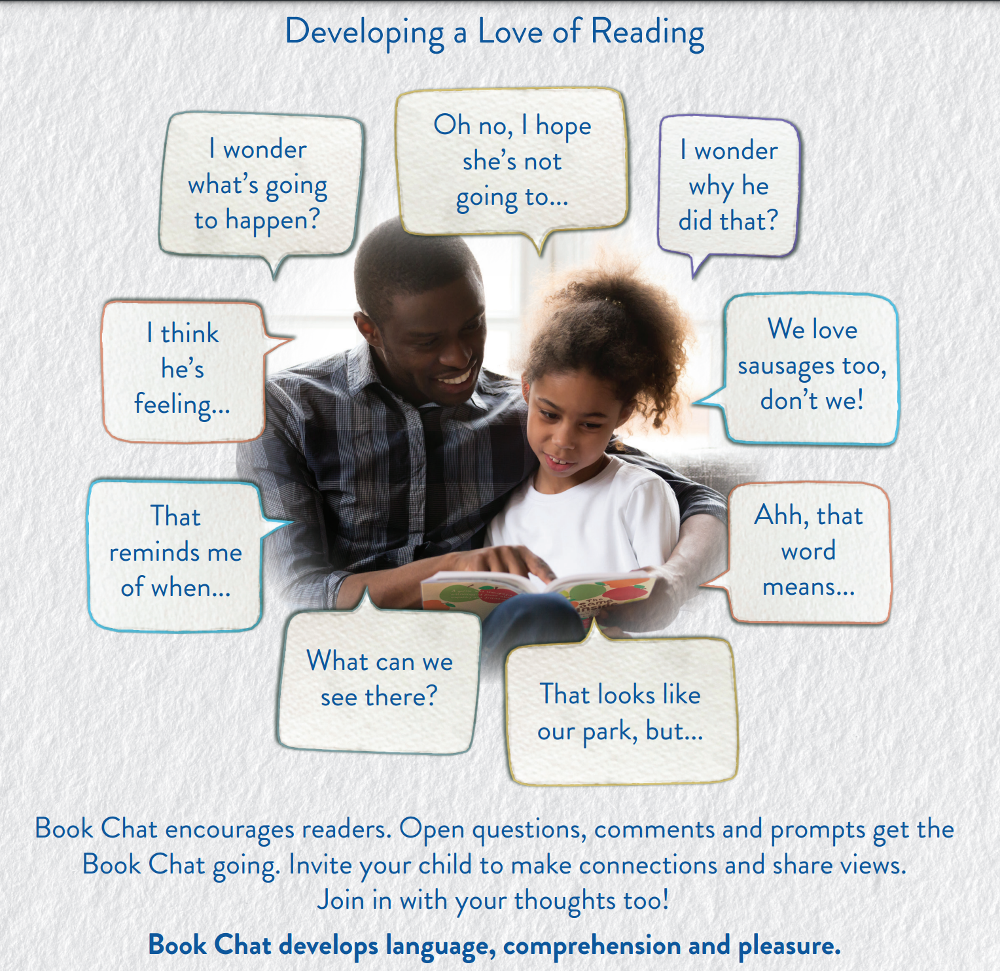 Developing a Love of Reading
I wonder
what’s going
to happen?
Oh no, I hope
she’s not
going to...
I wonder
why he
did that?
I think
he’s
feeling...
We love
sausages too,
don’t we!
That
reminds me
of when...
Ahh, that
word
means...
The
Same
Inside
What can we
see there?
That looks like
our park, but...
Book Chat encourages readers. Open questions, comments and prompts get the
Book Chat going. Invite your child to make connections and share views.
Join in with your thoughts too!
Book Chat develops language, comprehension and pleasure.